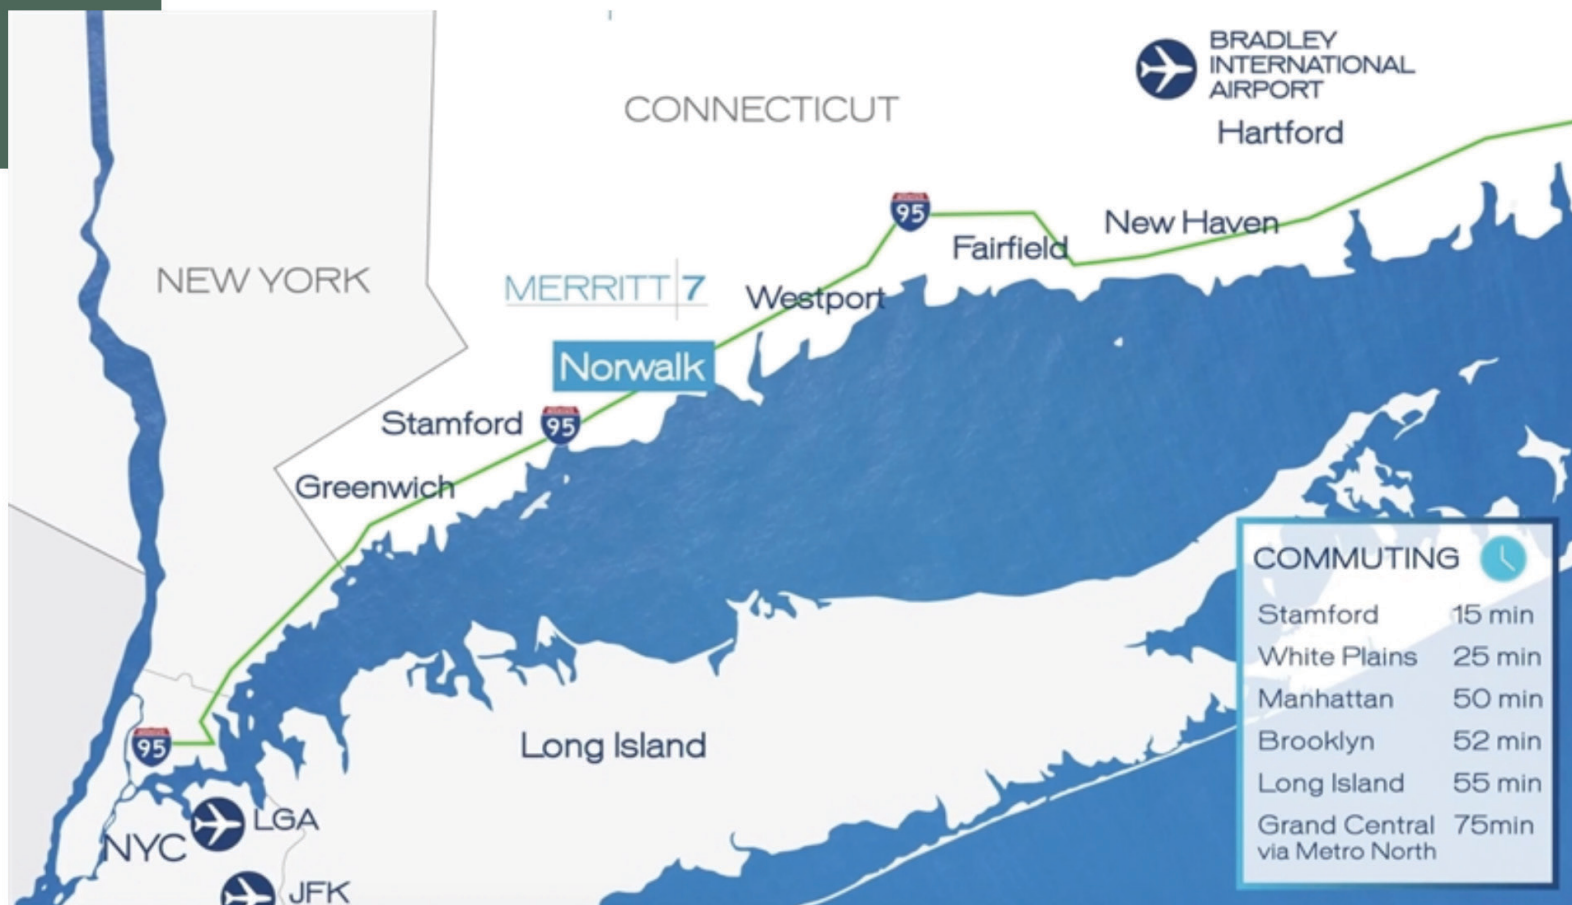 BRADLEY
INTERNATIONAL
AIRPORT
Hartford
CONNECTICUT
95
New Haven
Fairfield
NEW YORK
MERRITT 7
Westport
Norwalk
Stamford
95
Greenwich
COMMUTING
Stamford 15 min
White Plains 25 min
Manhattan 50 min
Brooklyn 52 min
Long Island 55 min
Grand Central 75min
via Metro North
Long Island
95
LGA
NYC
JFK